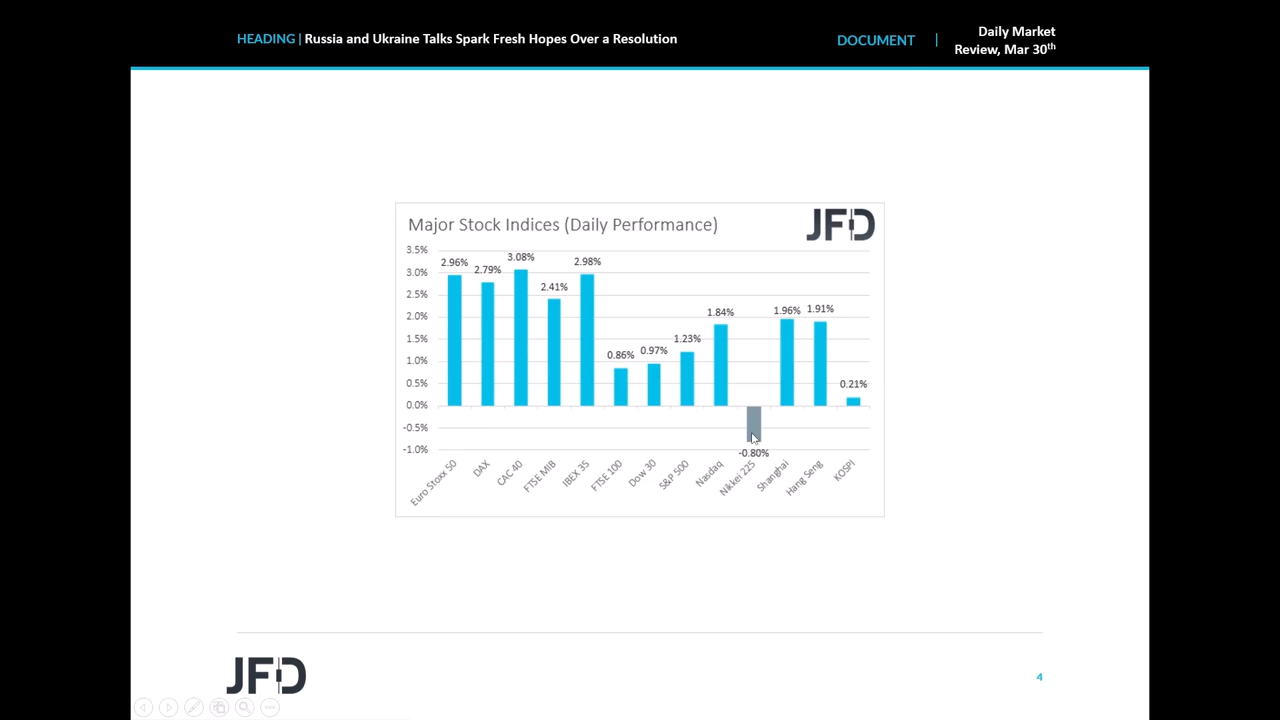 HEADING | Russia and Ukraine Talks Spark Fresh Hopes Over a Resolution
DOCUMENT |
Daily Market
Review, Mar 30th
Major Stock Indices (Daily Performance)
JFD
3.5%
3.0%
2.5%
2.0%
1.5%
1.0%
0.5%
0.0%
-0.5%
-1.0%
2.96%
2.79%
3.08%
2.41%
2.98%
0.86%
0.97%
1.23%
1.84%
-0.80%
1.96%
1.91%
0.21%
Euro Stoxx 50
DAX
CAC 40
FTSE MIB
IBEX 35
FTSE 100
Dow 30
S&P 500
Nasdaq
Nikkei 225
Shanghai
Hang Seng
KOSPI
JFD
4